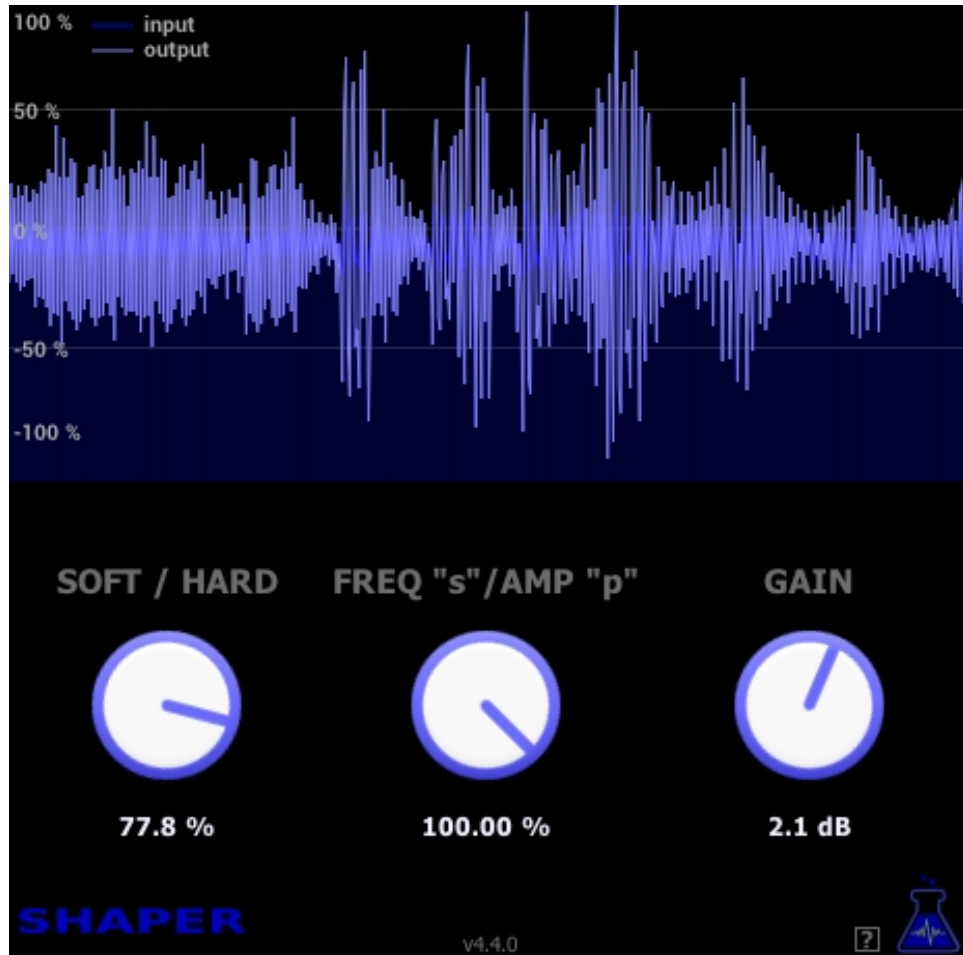 100 %
input
output
50 %
0 %
-50 %
-100 %
SOFT / HARD
FREQ "s"/AMP "p"
GAIN
77.8 %
100.00 %
2.1 dB
SHAPER
v4.4.0
?